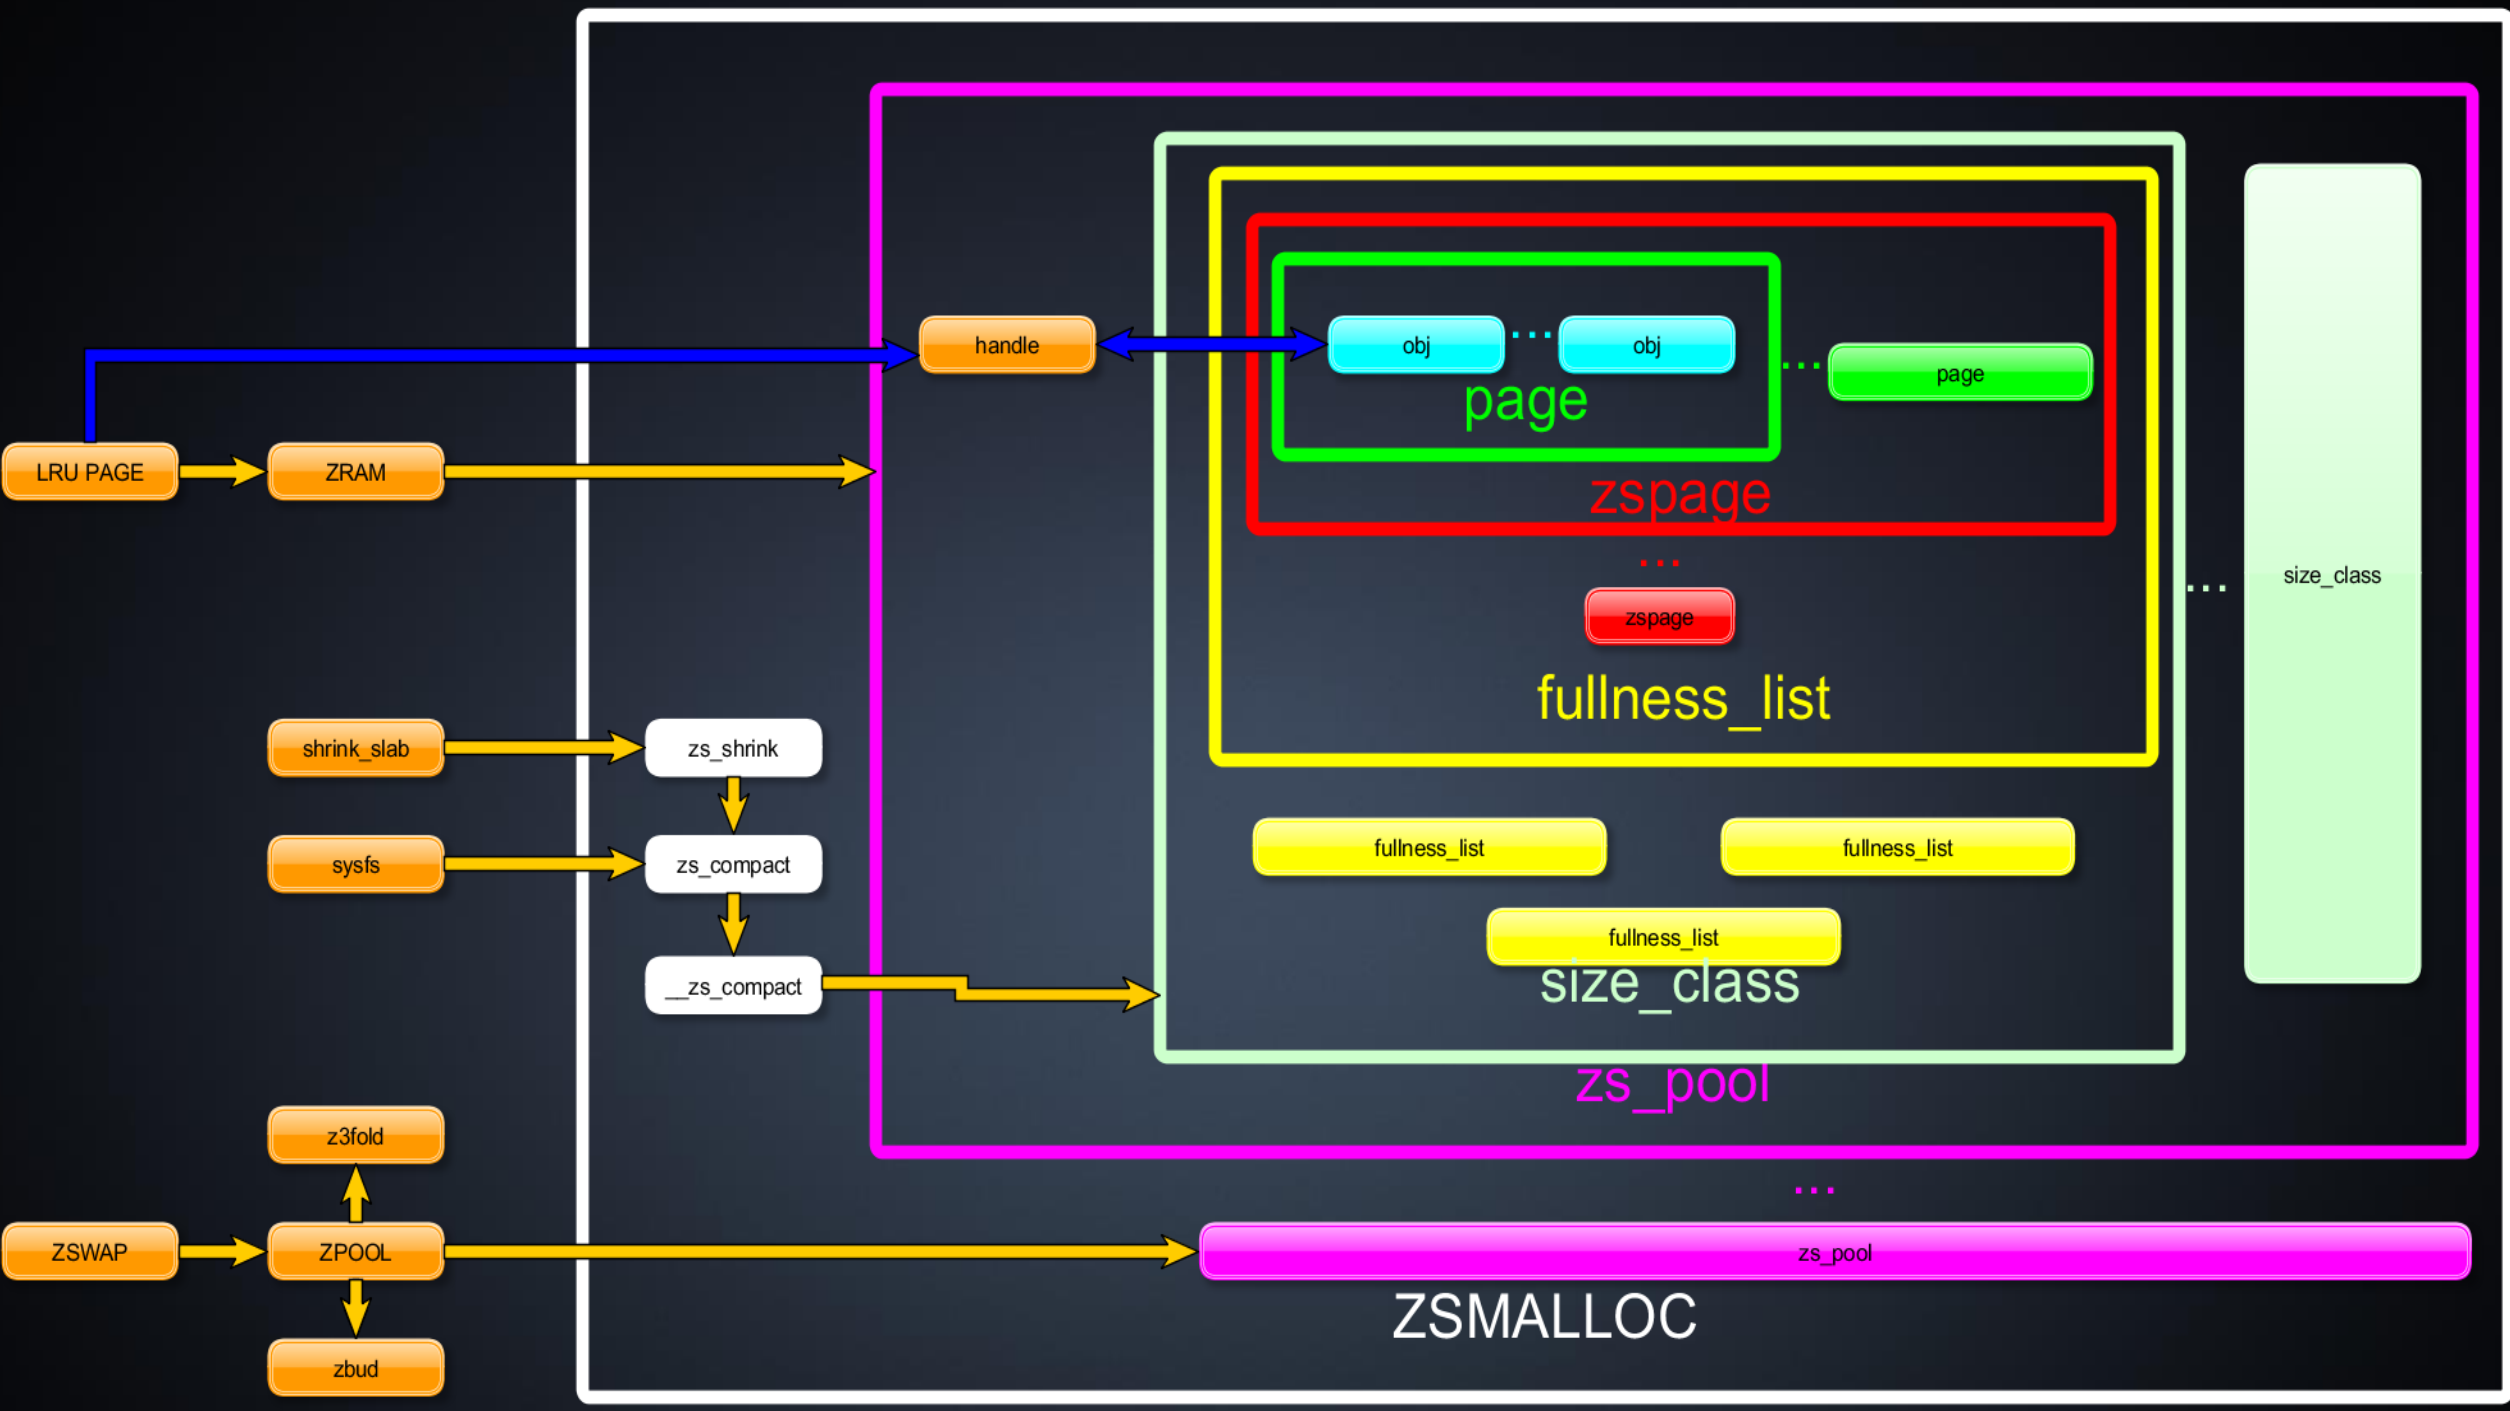 handle
obj
...
obj
page
...
page
LRU PAGE
ZRAM
zspage
...
zspage
...
size_class
fullness_list
shrink_slab
zs_shrink
sysfs
zs_compact
fullness_list
fullness_list
fullness_list
__zs_compact
size_class
zs_pool
z3fold
...
ZSWAP
ZPOOL
zs_pool
ZSMALLOC
zbud